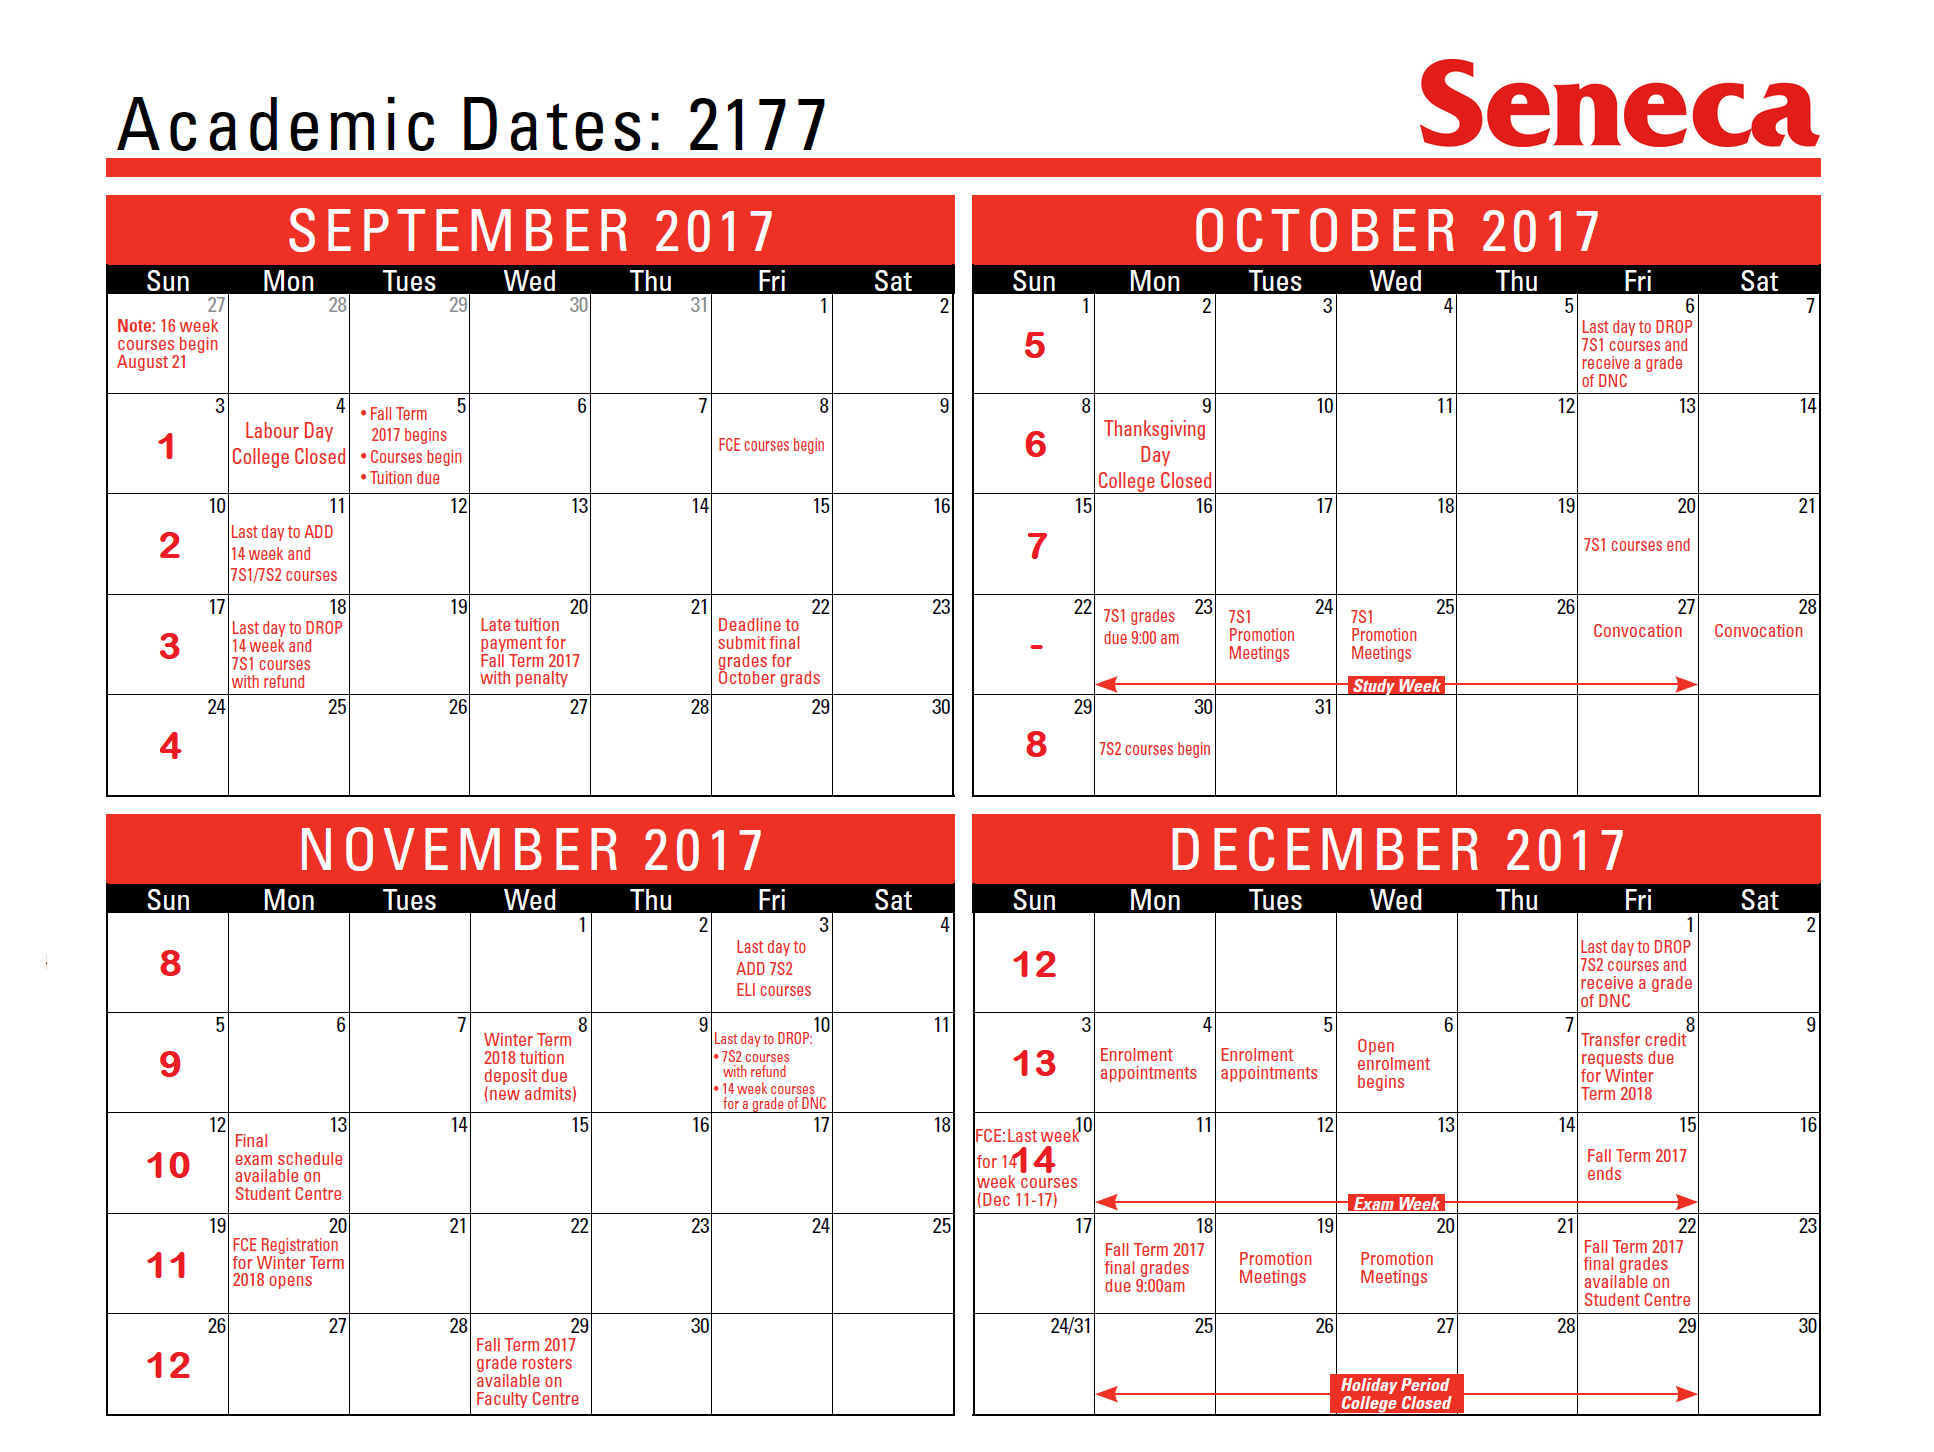 Academic Dates: 2177
Seneca
SEPTEMBER 2017
Sun Mon Tues Wed Thu Fri Sat
27 28 29 30 31 1 2
Note: 16 week
courses begin
August 21
3 4 5 6 7 8 9
1
Labour Day
College Closed
• Fall Term
2017 begins
• Courses begin
• Tuition due
FCE courses begin
10 11 12 13 14 15 16
2
Last day to ADD
14 week and
7S1/7S2 courses
17 18 19 20 21 22 23
3
Last day to DROP
14 week and
7S1 courses
with refund
Late tuition
payment for
Fall Term 2017
with penalty
Deadline to
submit final
grades for
October grads
24 25 26 27 28 29 30
4
OCTOBER 2017
Sun Mon Tues Wed Thu Fri Sat
1 2 3 4 5 6 7
5
Last day to DROP
7S1 courses and
receive a grade
of DNC
8 9 10 11 12 13 14
6
Thanksgiving
Day
College Closed
15 16 17 18 19 20 21
7
7S1 courses end
22 23 24 25 26 27 28
-
7S1 grades
due 9:00 am
7S1
Promotion
Meetings
7S1
Promotion
Meetings
Convocation
Convocation
Study Week
29 30 31
8
7S2 courses begin
NOVEMBER 2017
Sun Mon Tues Wed Thu Fri Sat
1 2 3 4
8
Last day to
ADD 7S2
ELI courses
5 6 7 8 9 10 11
9
Winter Term
2018 tuition
deposit due
(new admits)
Last day to DROP:
• 7S2 courses
with refund
• 14 week courses
for a grade of DNC
12 13 14 15 16 17 18
10
Final
exam schedule
available on
Student Centre
19 20 21 22 23 24 25
11
FCE Registration
for Winter Term
2018 opens
26 27 28 29 30
12
Fall Term 2017
grade rosters
available on
Faculty Centre
DECEMBER 2017
Sun Mon Tues Wed Thu Fri Sat
1 2
12
Last day to DROP
7S2 courses and
receive a grade
of DNC
3 4 5 6 7 8 9
13
Enrolment
appointments
Enrolment
appointments
Open
enrolment
begins
Transfer credit
requests due
for Winter
Term 2018
10 11 12 13 14 15 16
FCE:Last week
for 14
week courses
(Dec 11-17)
14
Fall Term 2017
ends
Exam Week
17 18 19 20 21 22 23
Fall Term 2017
final grades
due 9:00am
Promotion
Meetings
Promotion
Meetings
Fall Term 2017
final grades
available on
Student Centre
24/31 25 26 27 28 29 30
Holiday Period
College Closed